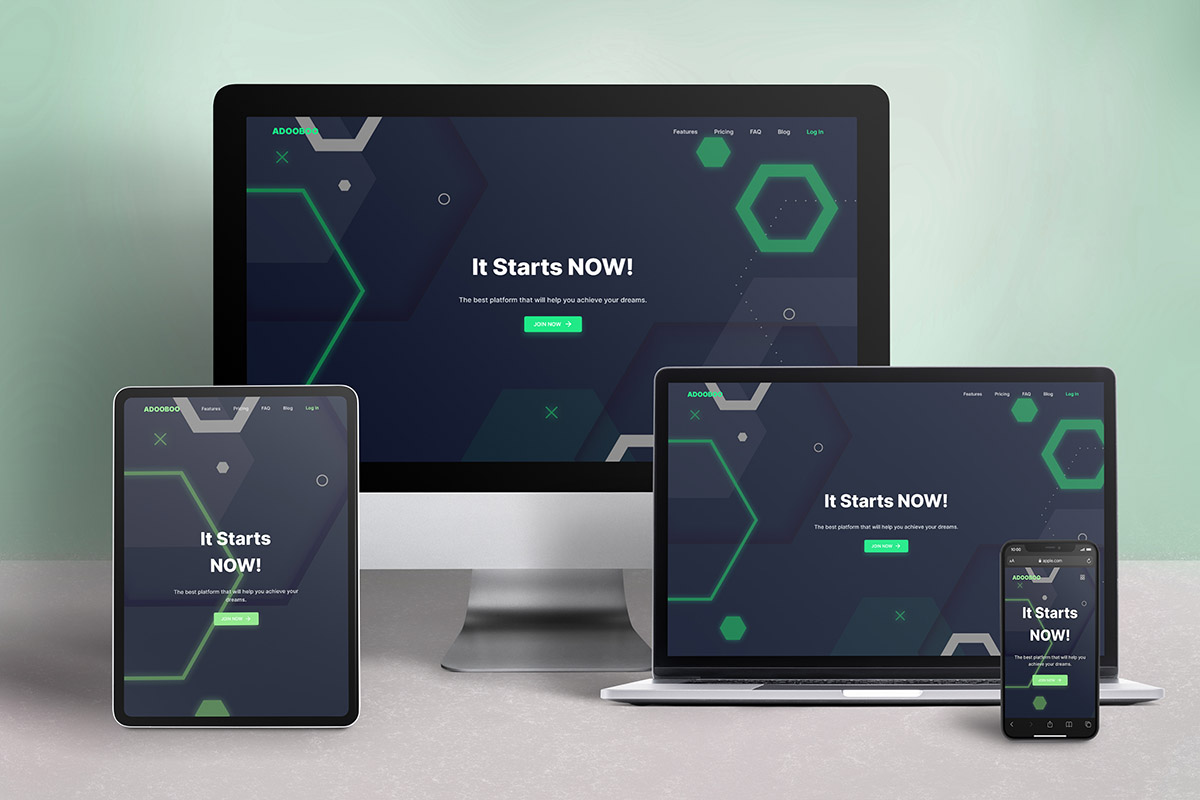 ADOOBOO
Features Pricing FAQ Blog Log In
It Starts NOW!
The best platform that will help you achieve your dreams.
JOIN NOW →
ADOOBOO
Features Pricing FAQ Blog Log In
It Starts
NOW!
The best platform that will help you achieve your
dreams.
JOIN NOW →
ADOOBOO
Features Pricing FAQ Blog Log In
It Starts NOW!
The best platform that will help you achieve your dreams.
JOIN NOW →
10:00
AA apple.com
ADOOBOO
It Starts
NOW!
The best platform that will help you
achieve your dreams.
JOIN NOW →